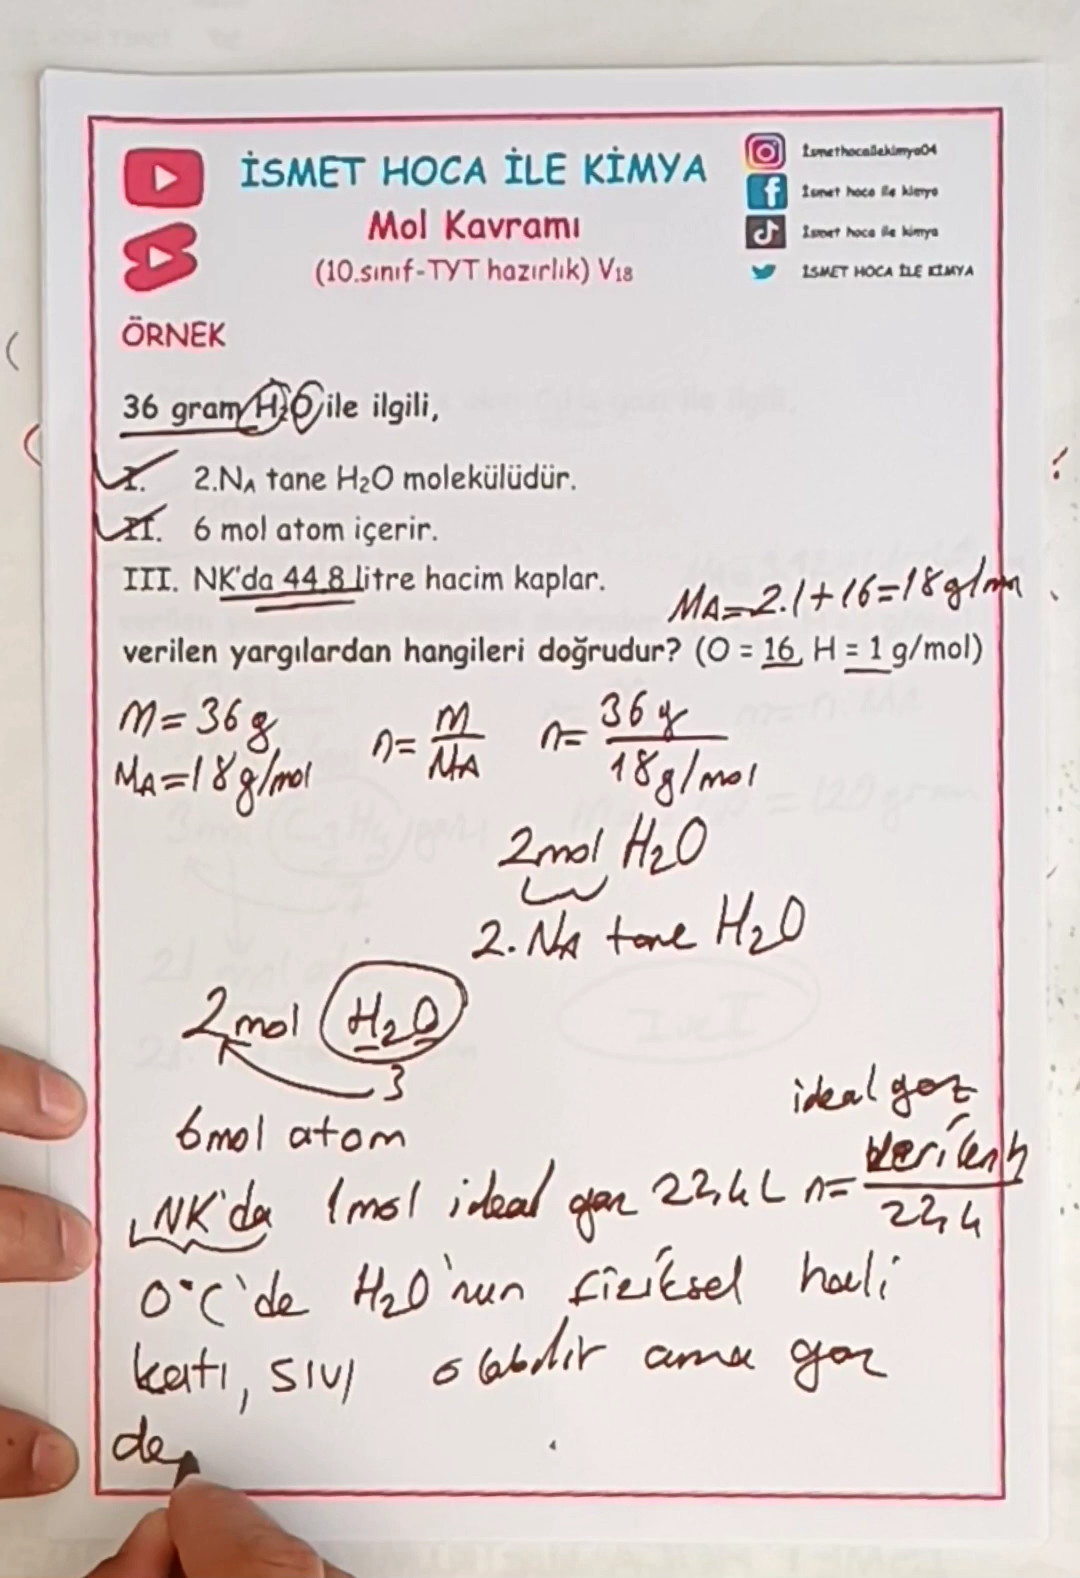 İSMET HOCA İLE KİMYA
Mol Kavramı
(10.sınıf-TYT hazırlık) V18
İsmethocailekimya04
İsmet hoca ile kimya
İsmet hoca ile kimya
İSMET HOCA İLE KİMYA
ÖRNEK
36 gram H₂O ile ilgili,
I. 2.NA tane H₂O molekülüdür.
II. 6 mol atom içerir.
III. NK'da 44.8 litre hacim kaplar.
MA=2.1+16=18g/mol
verilen yargılardan hangileri doğrudur? (O = 16, H = 1 g/mol)
m=36g
MA=18g/mol
n= m/MA n= 36g/18g/mol
2mol H₂O
2.NA tane H₂O
2mol H₂O
3
6mol atom
ideal gaz
NK'da 1mol ideal gaz 22,4L n= Verilen h/22,4
0°C'de H₂O'nun fiziksel hali
katı, sıvı olabilir ama gaz
de
4